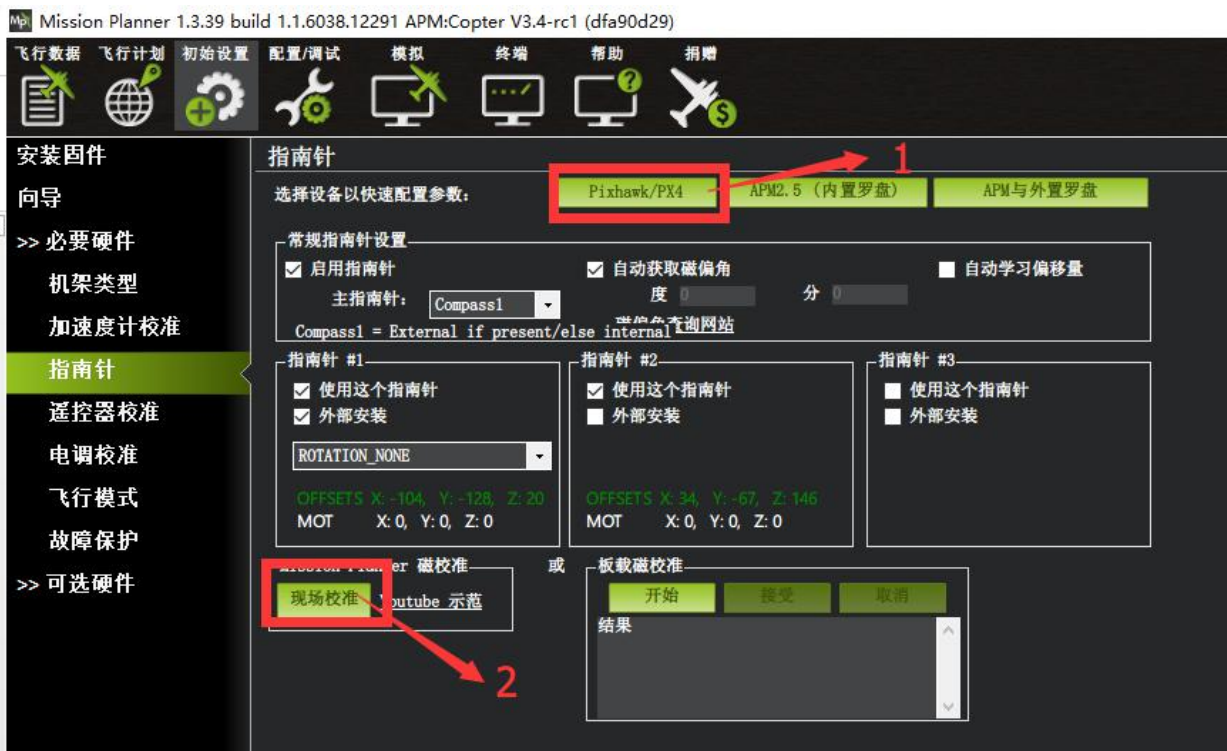 Mission Planner 1.3.39 build 1.1.6038.12291 APM:Copter V3.4-rc1 (dfa90d29)
飞行数据 飞行计划 初始设置 配置/调试 模拟 终端 帮助 捐赠
安装固件
向导
>> 必要硬件
机架类型
加速度计校准
指南针
遥控器校准
电调校准
飞行模式
故障保护
>> 可选硬件
指南针
1
选择设备以快速配置参数:
Pixhawk/PX4
APM2.5 (内置罗盘)
APM与外置罗盘
常规指南针设置
启用指南针
自动获取磁偏角
自动学习偏移量
主指南针:
Compass1
度 0 分 0
磁偏角查询网站
Compass1 = External if present/else internal
指南针 #1
使用这个指南针
外部安装
ROTATION_NONE
OFFSETS X: -104, Y: -128, Z: 20
MOT X: 0, Y: 0, Z: 0
指南针 #2
使用这个指南针
外部安装
OFFSETS X: 34, Y: -67, Z: 146
MOT X: 0, Y: 0, Z: 0
指南针 #3
使用这个指南针
外部安装
Mission Planner 磁校准
现场校准
Youtube 示范
2
或
板载磁校准
开始
接受
取消
结果